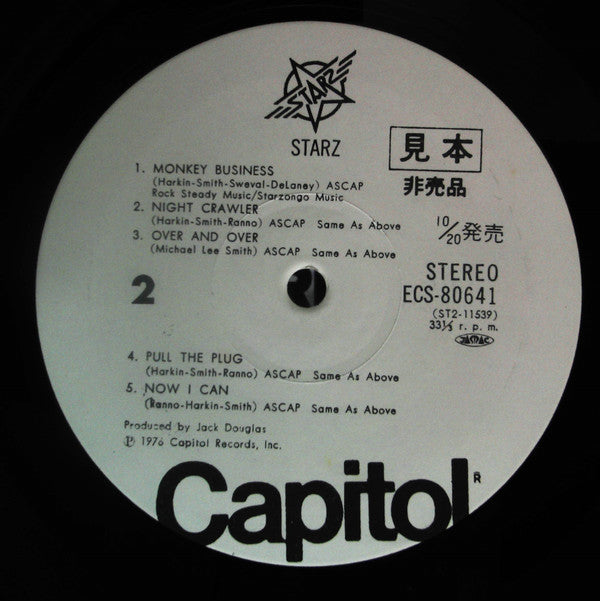 STARZ
STARZ
見本
非売品
1. MONKEY BUSINESS
(Harkin-Smith-Sweval-DeLaney) ASCAP
Rock Steady Music/Starzongo Music
2. NIGHT CRAWLER
(Harkin-Smith-Ranno) ASCAP Same As Above
10/20発売
3. OVER AND OVER
(Michael Lee Smith) ASCAP Same As Above
2
STEREO
ECS-80641
(ST2-11539)
33⅓ r. p. m.
JASRAC
4. PULL THE PLUG
(Harkin-Smith-Ranno) ASCAP Same As Above
5. NOW I CAN
(Ranno-Harkin-Smith) ASCAP Same As Above
Produced by Jack Douglas
℗ 1976 Capitol Records, Inc.
Capitol®